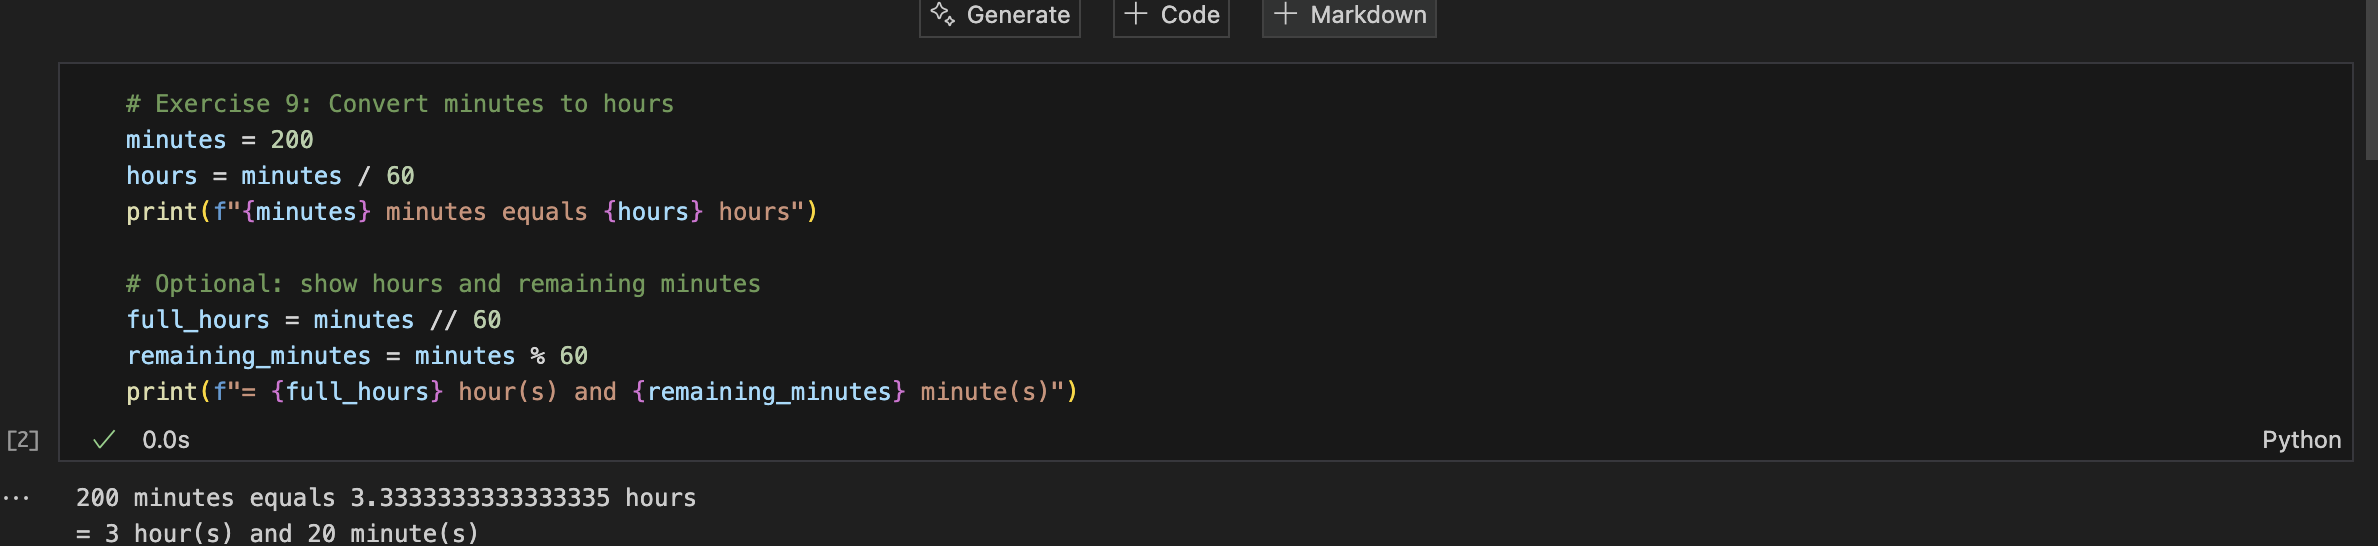 Generate + Code + Markdown
# Exercise 9: Convert minutes to hours
minutes = 200
hours = minutes / 60
print(f"{minutes} minutes equals {hours} hours")
# Optional: show hours and remaining minutes
full_hours = minutes // 60
remaining_minutes = minutes % 60
print(f"= {full_hours} hour(s) and {remaining_minutes} minute(s)")
[2] ✓ 0.0s Python
... 200 minutes equals 3.3333333333333335 hours
= 3 hour(s) and 20 minute(s)